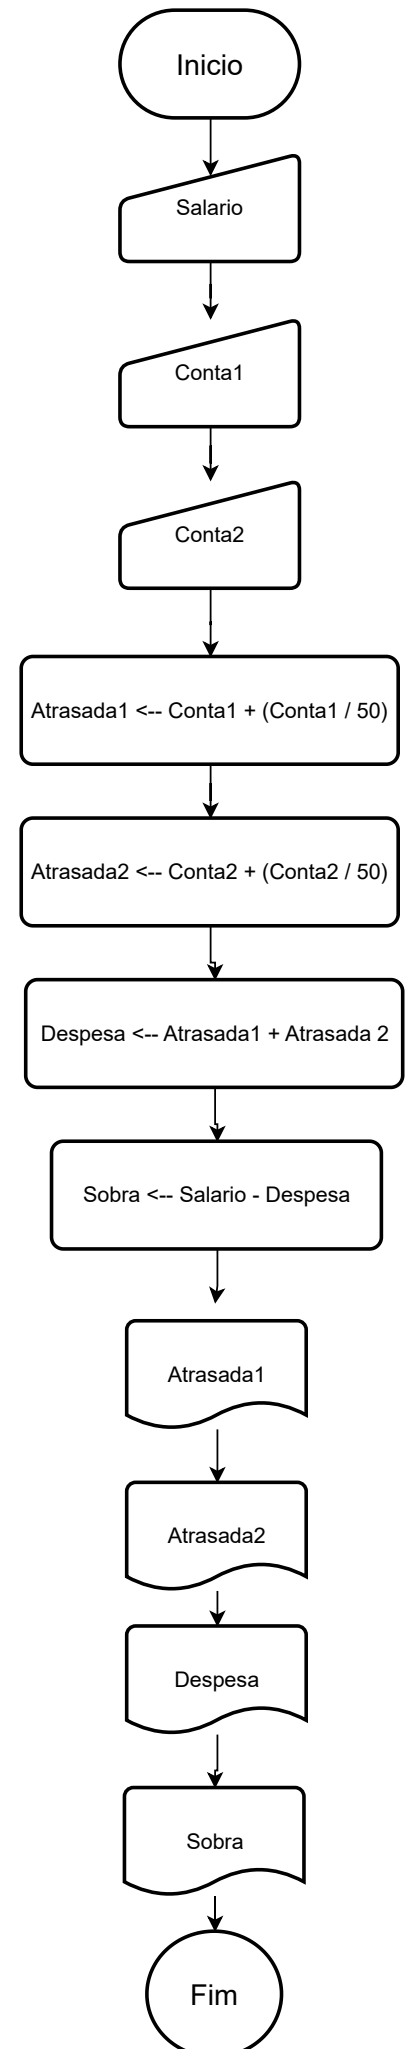 Inicio
Salario
Conta1
Conta2
Atrasada1 <-- Conta1 + (Conta1 / 50)
Atrasada2 <-- Conta2 + (Conta2 / 50)
Despesa <-- Atrasada1 + Atrasada 2
Sobra <-- Salario - Despesa
Atrasada1
Atrasada2
Despesa
Sobra
Fim